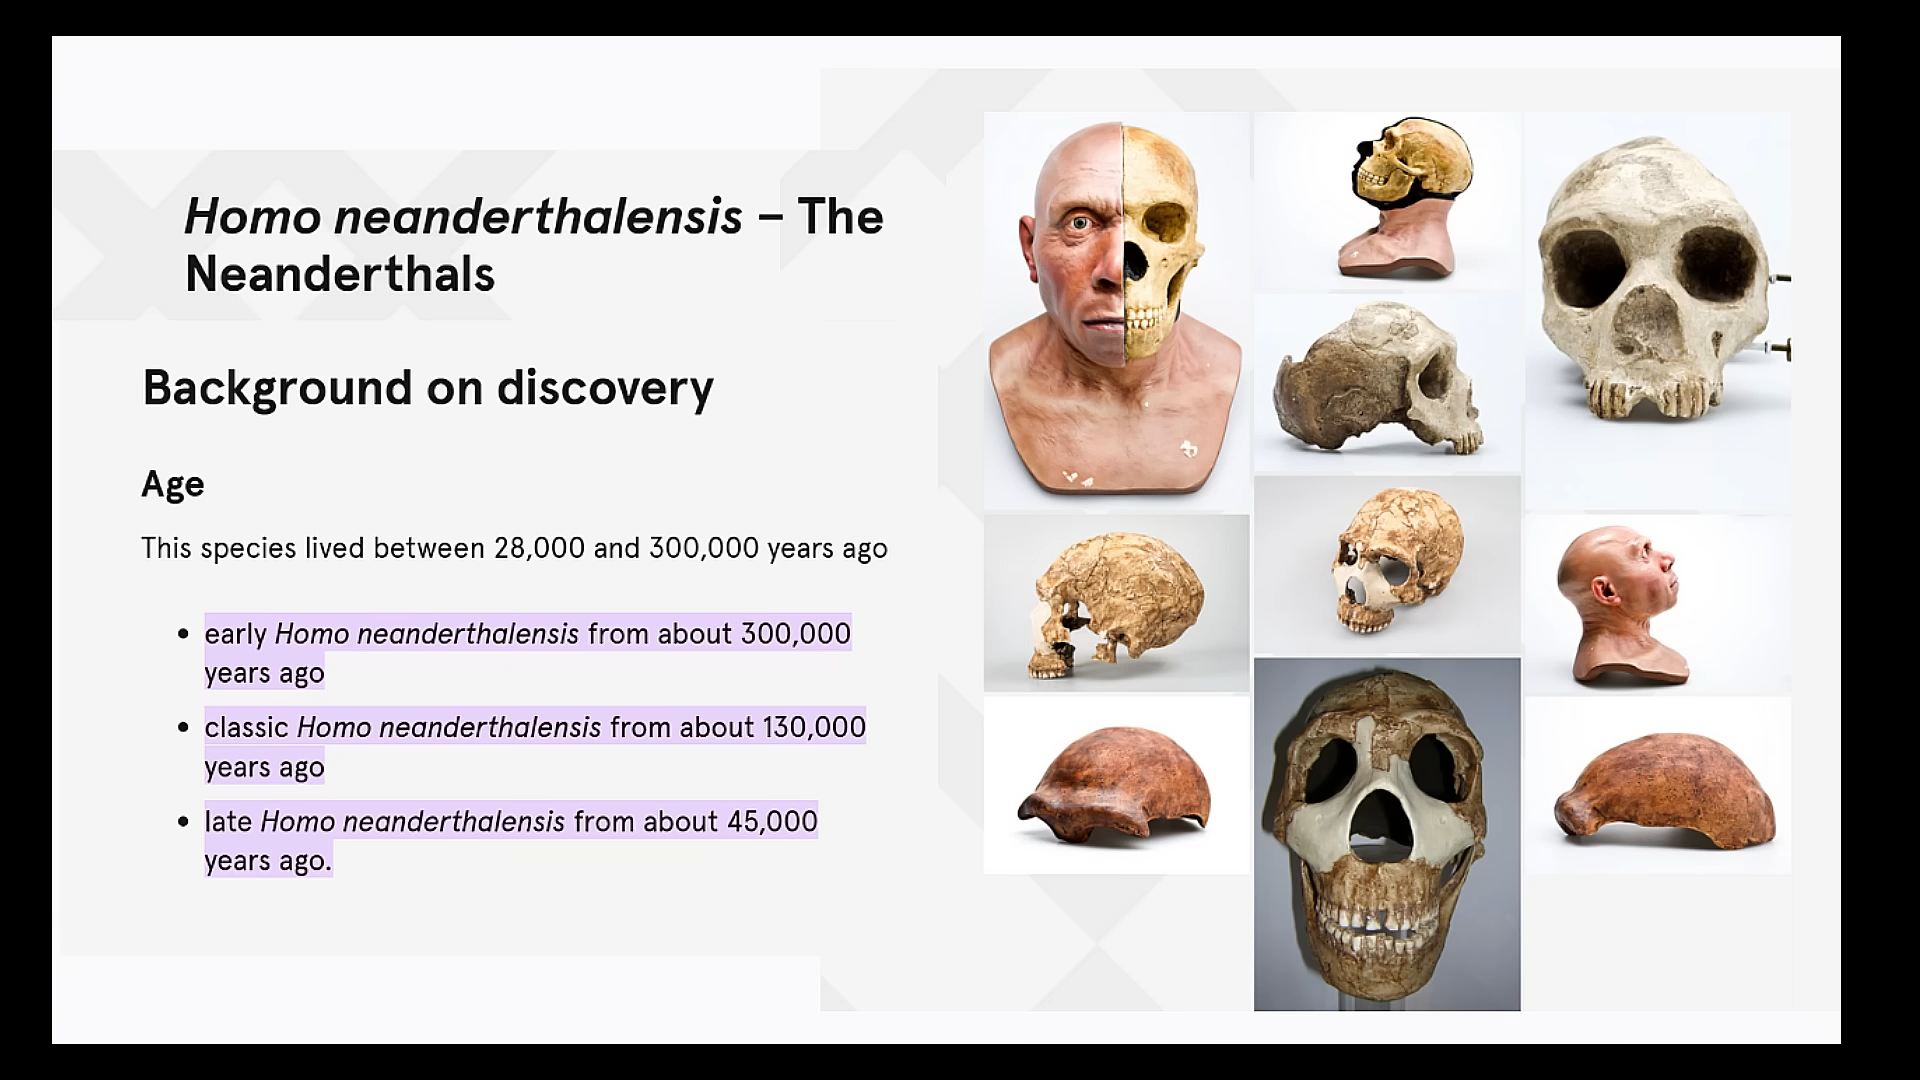 Homo neanderthalensis – The
Neanderthals
Background on discovery
Age
This species lived between 28,000 and 300,000 years ago
early Homo neanderthalensis from about 300,000
years ago
classic Homo neanderthalensis from about 130,000
years ago
late Homo neanderthalensis from about 45,000
years ago.